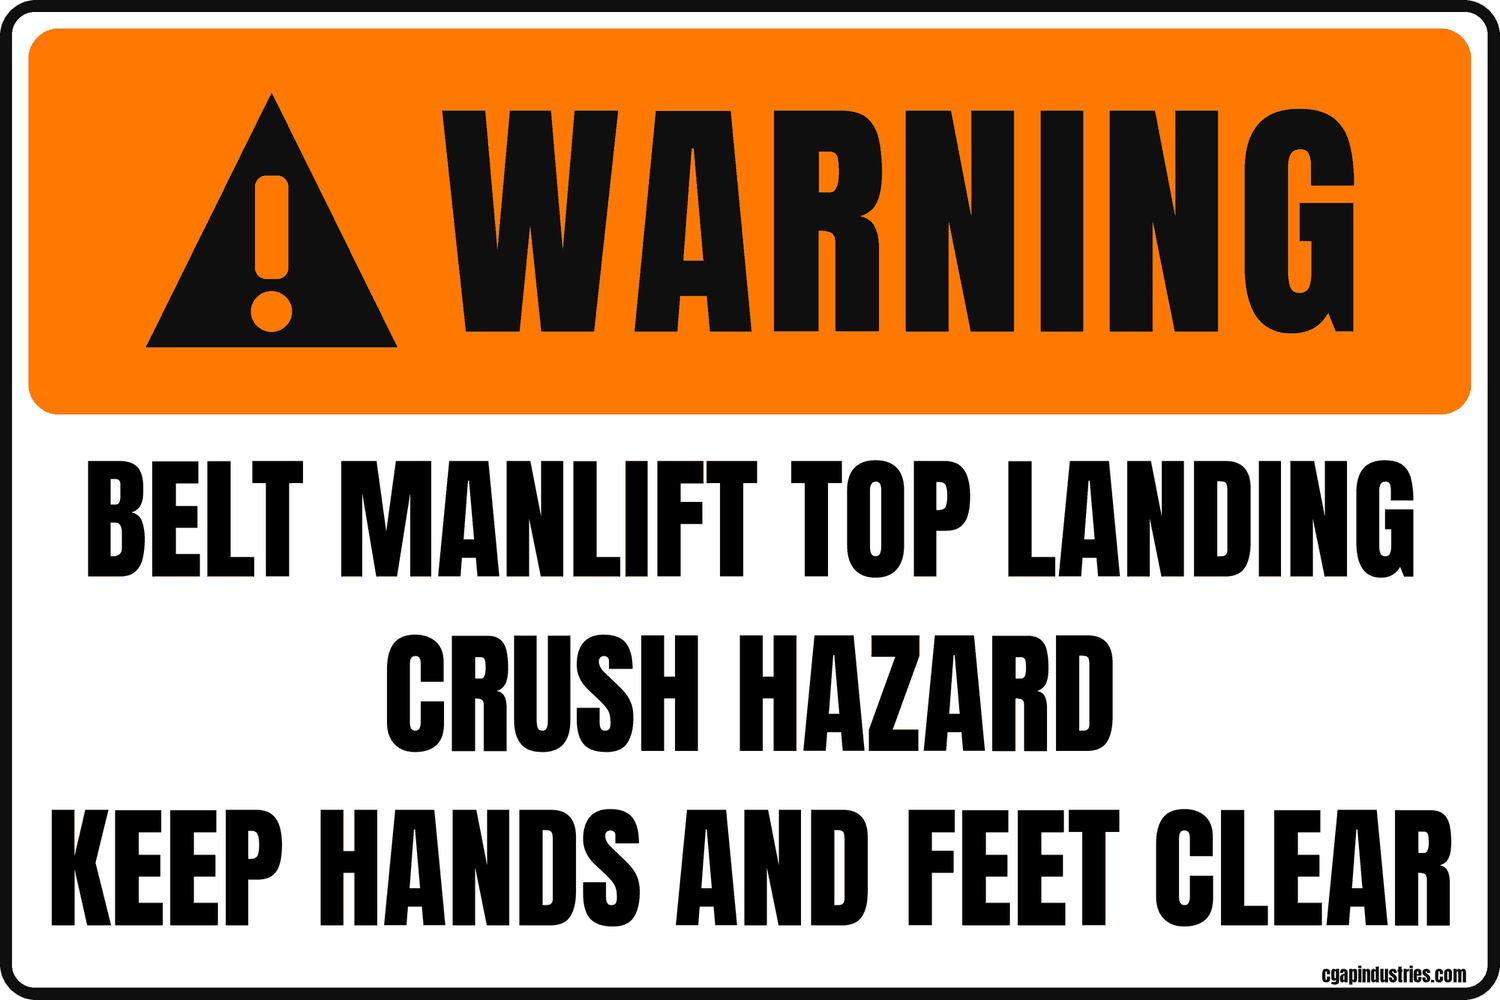 WARNING
BELT MANLIFT TOP LANDING
CRUSH HAZARD
KEEP HANDS AND FEET CLEAR
cgapindustries.com